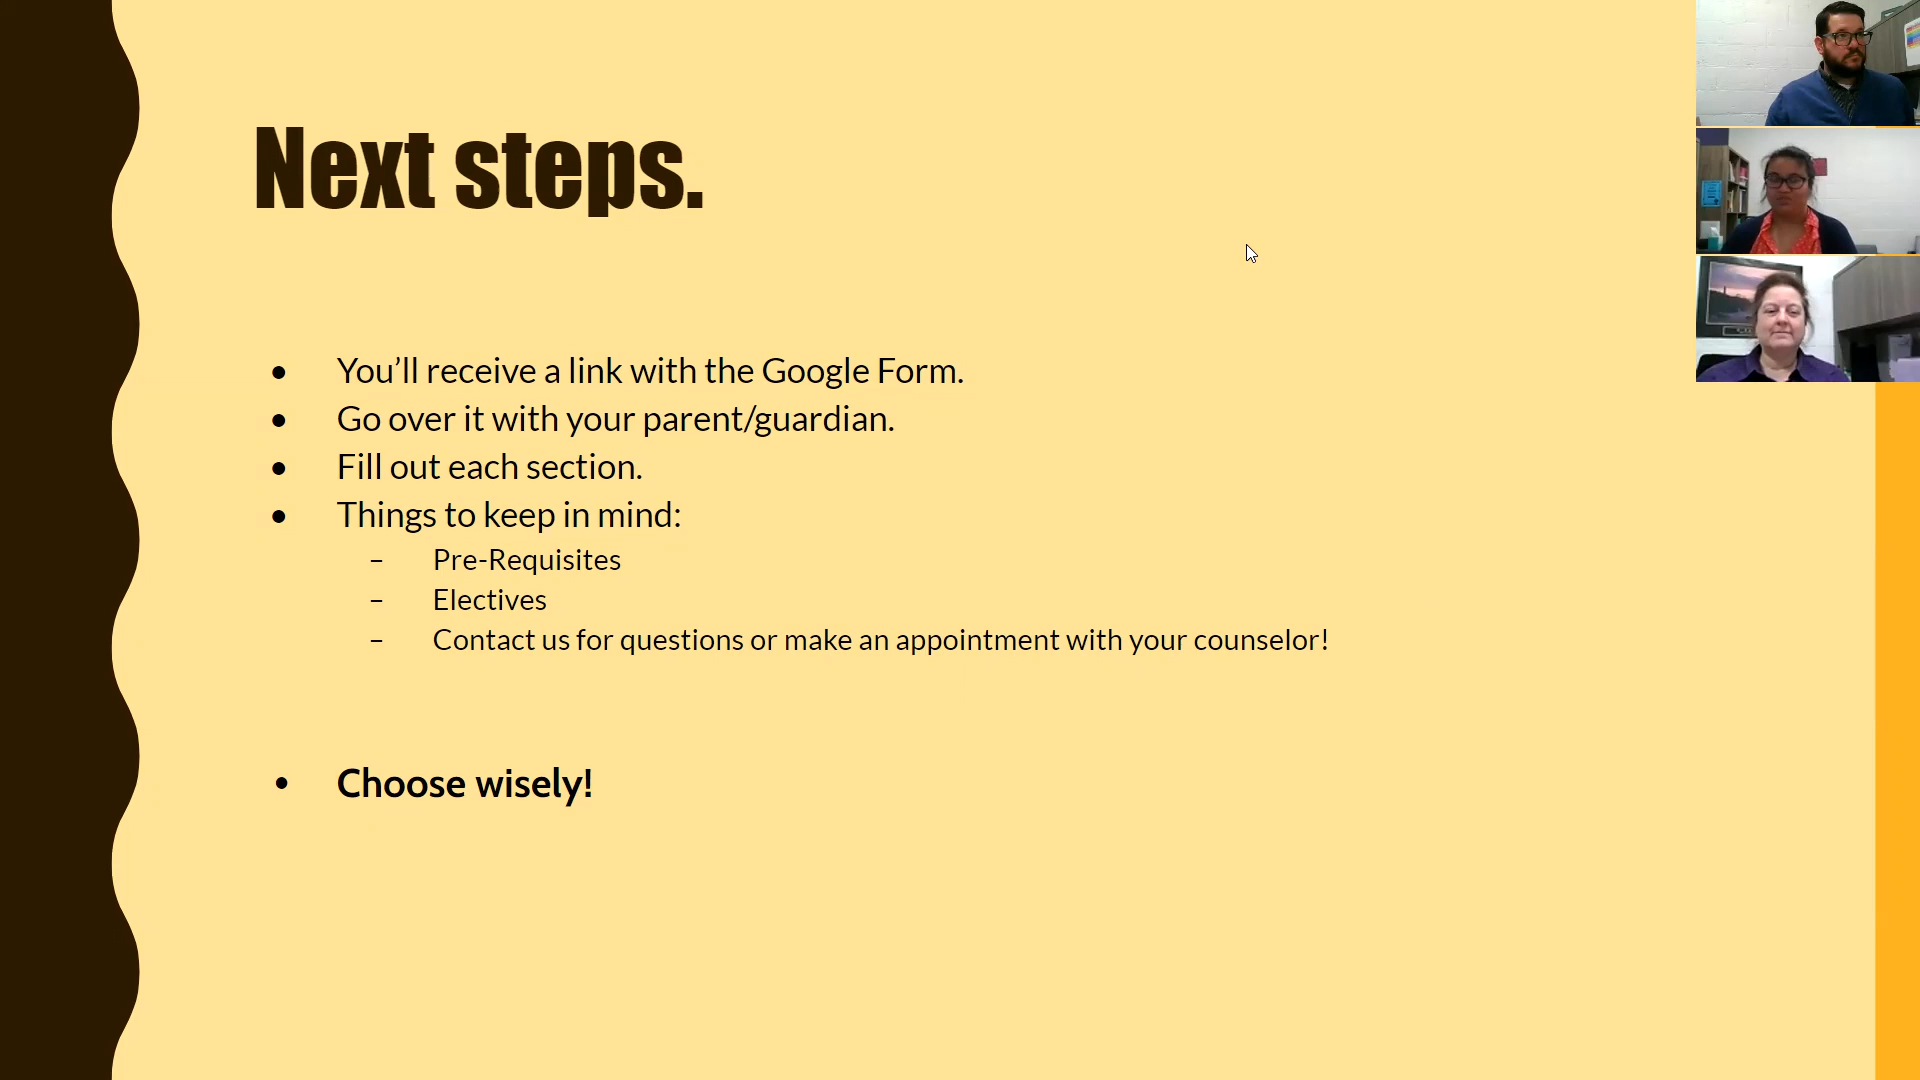 Next steps.
• You’ll receive a link with the Google Form.
• Go over it with your parent/guardian.
• Fill out each section.
• Things to keep in mind:
– Pre-Requisites
– Electives
– Contact us for questions or make an appointment with your counselor!
• Choose wisely!